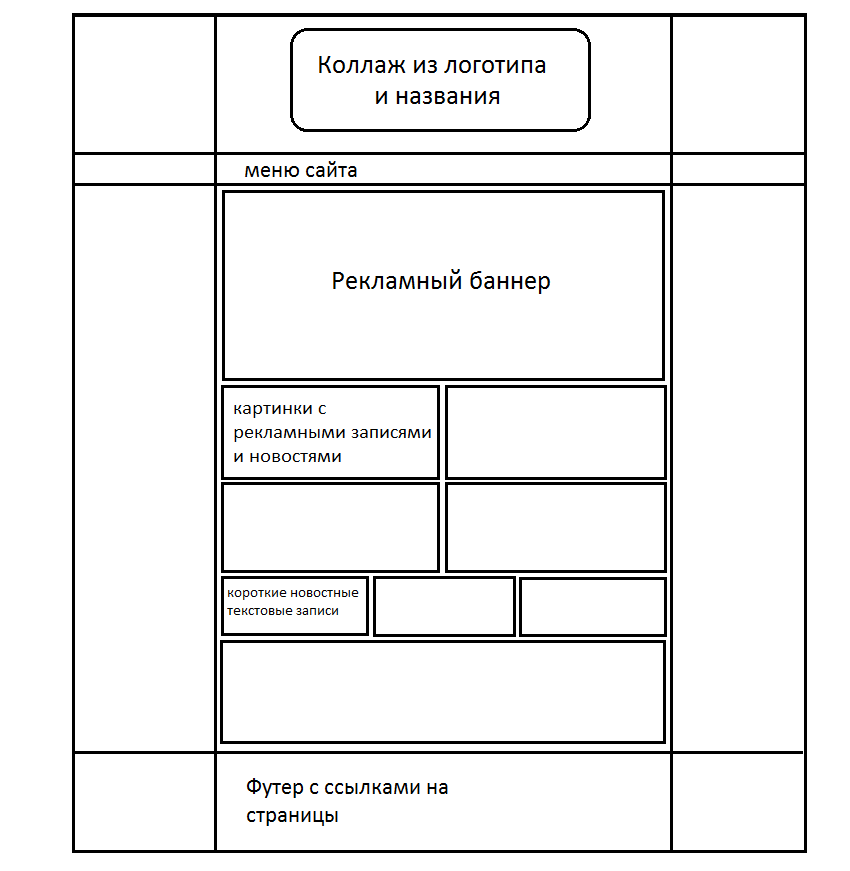 Коллаж из логотипа
и названия
меню сайта
Рекламный баннер
картинки с
рекламными записями
и новостями
короткие новостные
текстовые записи
Футер с ссылками на
страницы